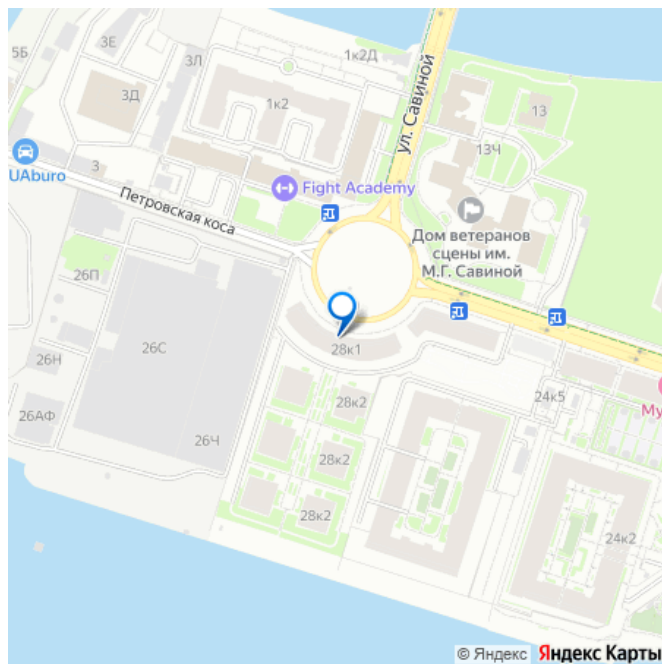 5Б
3Е
3Л
1к2Д
3Д
1к2
ул. Савиной
13
13Ч
UAburo
3
Fight Academy
Петровская коса
Дом ветеранов
сцены им.
М.Г. Савиной
26П
26Н
26С
28к1
26АФ
26Ч
28к2
28к2
28к2
24к5
Му
24к2
© Яндекс Яндекс Карты